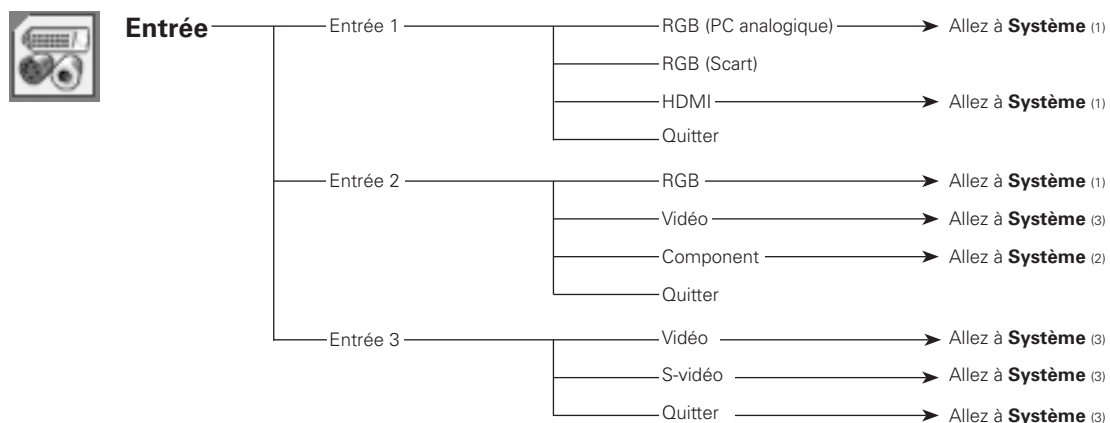 Entrée Entrée 1 RGB (PC analogique) Allez à Système (1)
RGB (Scart)
HDMI Allez à Système (1)
Quitter
Entrée 2 RGB Allez à Système (1)
Vidéo Allez à Système (3)
Component Allez à Système (2)
Quitter
Entrée 3 Vidéo Allez à Système (3)
S-vidéo Allez à Système (3)
Quitter Allez à Système (3)